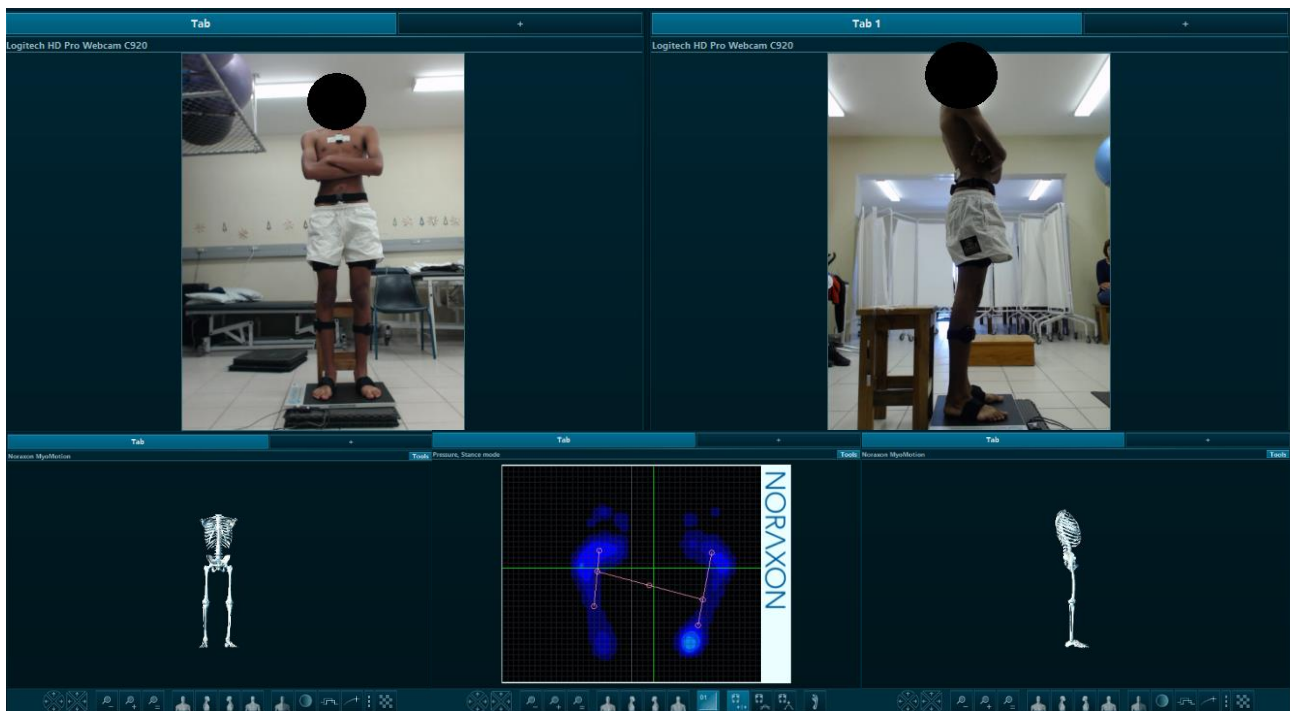 Tab
+
Tab 1
+
Logitech HD Pro Webcam C920
Logitech HD Pro Webcam C920
Tab
+
Tab
+
Tab
+
Noraxon MyoMotion
Tools
Pressure, Stance mode
Tools
Noraxon MyoMotion
Tools
NORAXON
01